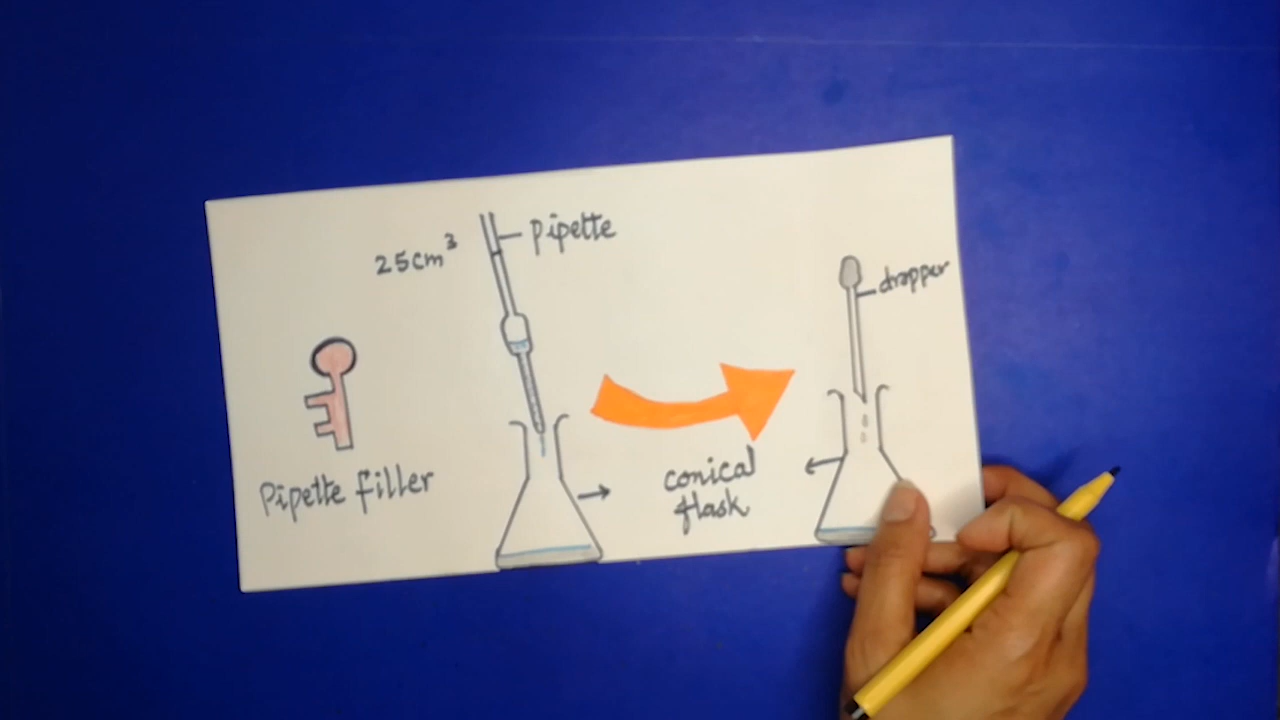 25cm³
pipette
dropper
Pipette filler
conical
flask